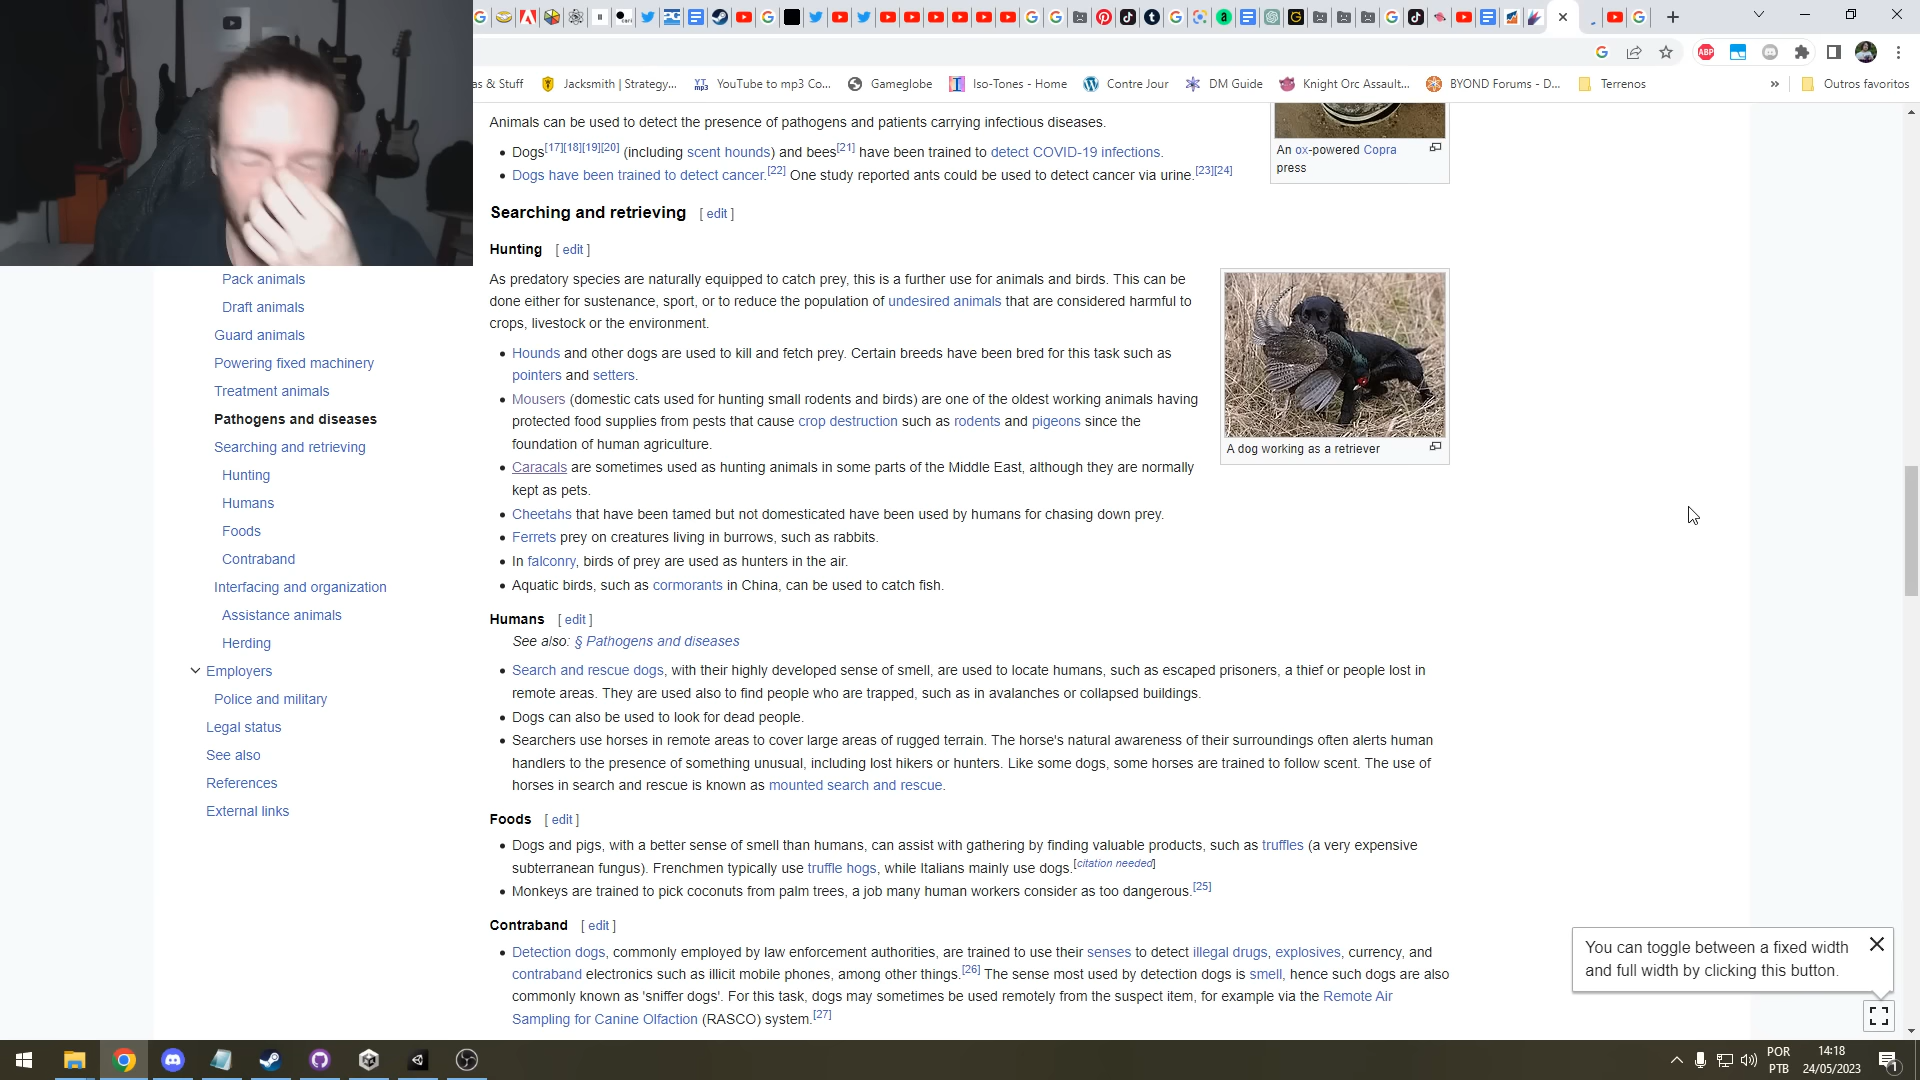 as & Stuff
Jacksmith | Strategy...
YouTube to mp3 Co...
Gameglobe
Iso-Tones - Home
Contre Jour
DM Guide
Knight Orc Assault...
BYOND Forums - D...
Terrenos
»
Outros favoritos
Animals can be used to detect the presence of pathogens and patients carrying infectious diseases.
• Dogs[17][18][19][20] (including scent hounds) and bees[21] have been trained to detect COVID-19 infections.
• Dogs have been trained to detect cancer.[22] One study reported ants could be used to detect cancer via urine.[23][24]
An ox-powered Copra
press
Searching and retrieving [ edit ]
Hunting [ edit ]
As predatory species are naturally equipped to catch prey, this is a further use for animals and birds. This can be
done either for sustenance, sport, or to reduce the population of undesired animals that are considered harmful to
crops, livestock or the environment.
• Hounds and other dogs are used to kill and fetch prey. Certain breeds have been bred for this task such as
pointers and setters.
• Mousers (domestic cats used for hunting small rodents and birds) are one of the oldest working animals having
protected food supplies from pests that cause crop destruction such as rodents and pigeons since the
foundation of human agriculture.
• Caracals are sometimes used as hunting animals in some parts of the Middle East, although they are normally
kept as pets.
• Cheetahs that have been tamed but not domesticated have been used by humans for chasing down prey.
• Ferrets prey on creatures living in burrows, such as rabbits.
• In falconry, birds of prey are used as hunters in the air.
• Aquatic birds, such as cormorants in China, can be used to catch fish.
A dog working as a retriever
Humans [ edit ]
See also: § Pathogens and diseases
• Search and rescue dogs, with their highly developed sense of smell, are used to locate humans, such as escaped prisoners, a thief or people lost in
remote areas. They are used also to find people who are trapped, such as in avalanches or collapsed buildings.
• Dogs can also be used to look for dead people.
• Searchers use horses in remote areas to cover large areas of rugged terrain. The horse's natural awareness of their surroundings often alerts human
handlers to the presence of something unusual, including lost hikers or hunters. Like some dogs, some horses are trained to follow scent. The use of
horses in search and rescue is known as mounted search and rescue.
Foods [ edit ]
• Dogs and pigs, with a better sense of smell than humans, can assist with gathering by finding valuable products, such as truffles (a very expensive
subterranean fungus). Frenchmen typically use truffle hogs, while Italians mainly use dogs.[citation needed]
• Monkeys are trained to pick coconuts from palm trees, a job many human workers consider as too dangerous.[25]
Contraband [ edit ]
• Detection dogs, commonly employed by law enforcement authorities, are trained to use their senses to detect illegal drugs, explosives, currency, and
contraband electronics such as illicit mobile phones, among other things.[26] The sense most used by detection dogs is smell, hence such dogs are also
commonly known as 'sniffer dogs'. For this task, dogs may sometimes be used remotely from the suspect item, for example via the Remote Air
Sampling for Canine Olfaction (RASCO) system.[27]
Pack animals
Draft animals
Guard animals
Powering fixed machinery
Treatment animals
Pathogens and diseases
Searching and retrieving
Hunting
Humans
Foods
Contraband
Interfacing and organization
Assistance animals
Herding
Employers
Police and military
Legal status
See also
References
External links
You can toggle between a fixed width
and full width by clicking this button.
POR
PTB
14:18
24/05/2023
1
ABP